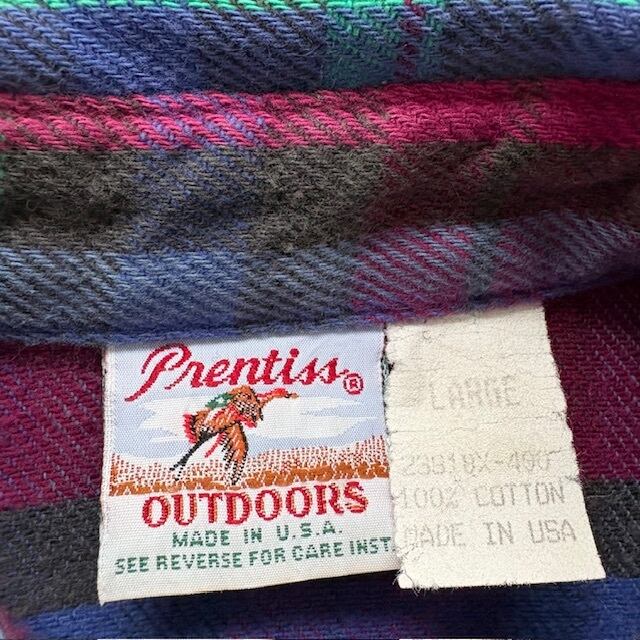 Prentiss®
OUTDOORS
MADE IN U.S.A.
SEE REVERSE FOR CARE INST.
LARGE
100% COTTON
MADE IN USA